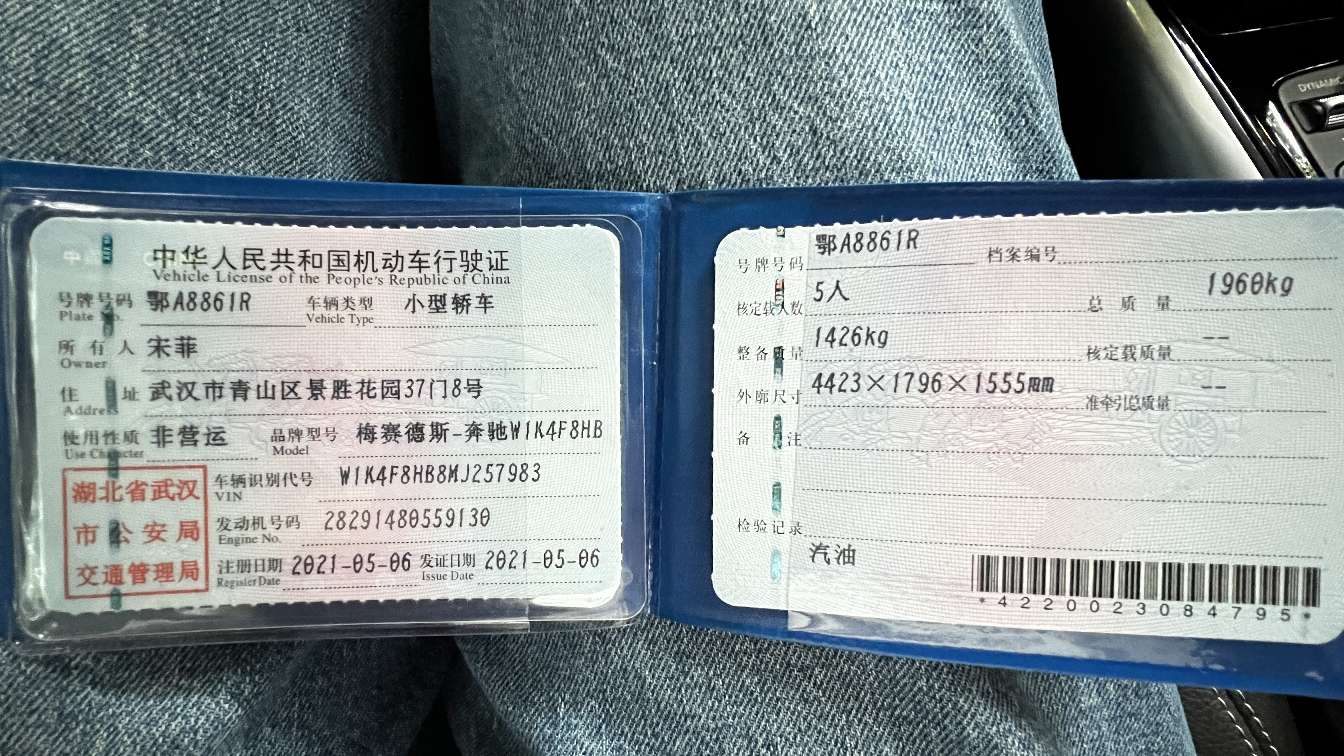 中华人民共和国机动车行驶证
Vehicle License of the People's Republic of China
号牌号码 鄂A8861R 车辆类型 小型轿车
Plate No. Vehicle Type
所有人 宋菲
Owner
住址 武汉市青山区景胜花园37门8号
Address
使用性质 非营运 品牌型号 梅赛德斯-奔驰W1K4F8HB
Use Character Model
湖北省武汉
市公安局
交通管理局
车辆识别代号 W1K4F8HB8MJ257983
VIN
发动机号码 28291480559130
Engine No.
注册日期 2021-05-06 发证日期 2021-05-06
Register Date Issue Date
号牌号码 鄂A8861R 档案编号
核定载人数 5人 总质量 1960kg
整备质量 1426kg 核定载质量 --
外廓尺寸 4423×1796×1555mm 准牵引总质量 --
备注
检验记录
汽油
*4220023084795*
DYNAMIC